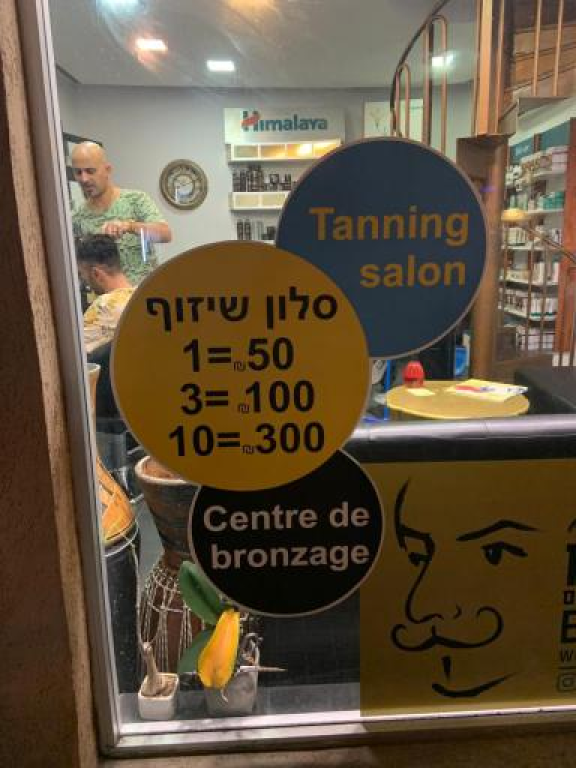 Himalaya
Tanning
salon
סלון שיזוף
1=₪50
3=₪100
10=₪300
Centre de
bronzage